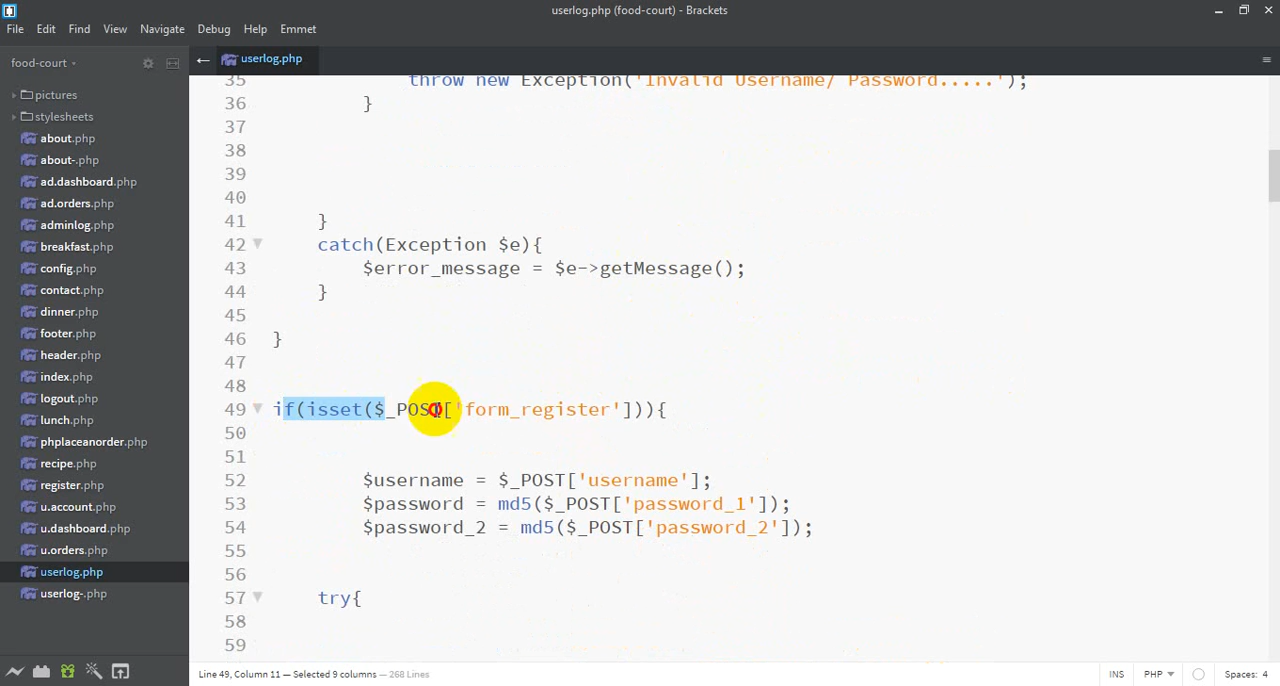 userlog.php (food-court) - Brackets
File Edit Find View Navigate Debug Help Emmet
food-court
userlog.php
pictures
stylesheets
about.php
about-.php
ad.dashboard.php
ad.orders.php
adminlog.php
breakfast.php
config.php
contact.php
dinner.php
footer.php
header.php
index.php
logout.php
lunch.php
phplaceanorder.php
recipe.php
register.php
u.account.php
u.dashboard.php
u.orders.php
userlog.php
userlog-.php
35 throw new Exception('Invalid Username/ Password.....');
36 }
37
38
39
40
41 }
42 catch(Exception $e){
43 $error_message = $e->getMessage();
44 }
45
46 }
47
48
49 if(isset($_POST['form_register'])){
50
51
52 $username = $_POST['username'];
53 $password = md5($_POST['password_1']);
54 $password_2 = md5($_POST['password_2']);
55
56
57 try{
58
59
Line 49, Column 11 — Selected 9 columns — 268 Lines
INS PHP Spaces: 4